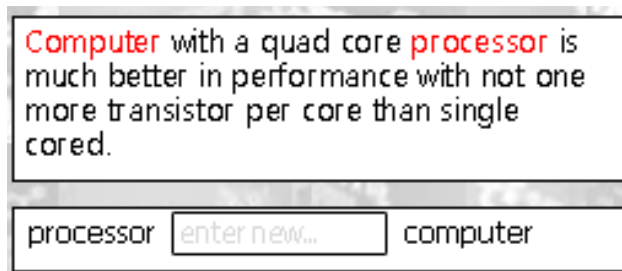 Computer with a quad core processor is
much better in performance with not one
more transistor per core than single
cored.
processor enter new... computer